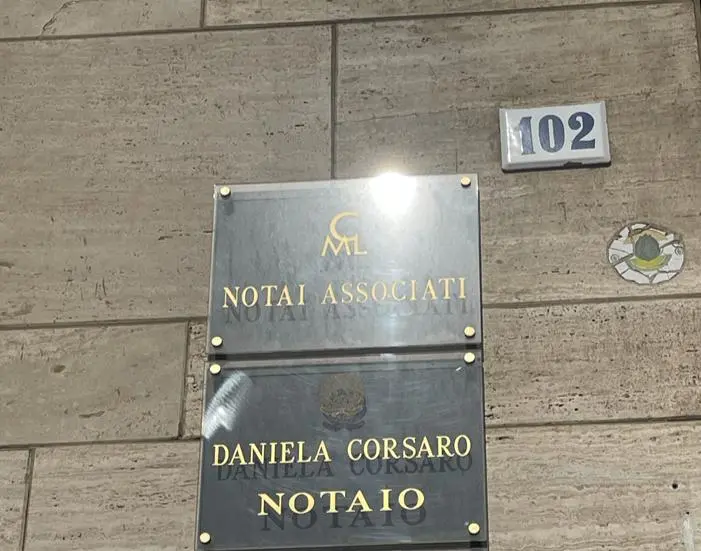 102
CML
NOTAI ASSOCIATI
DANIELA CORSARO
NOTAIO